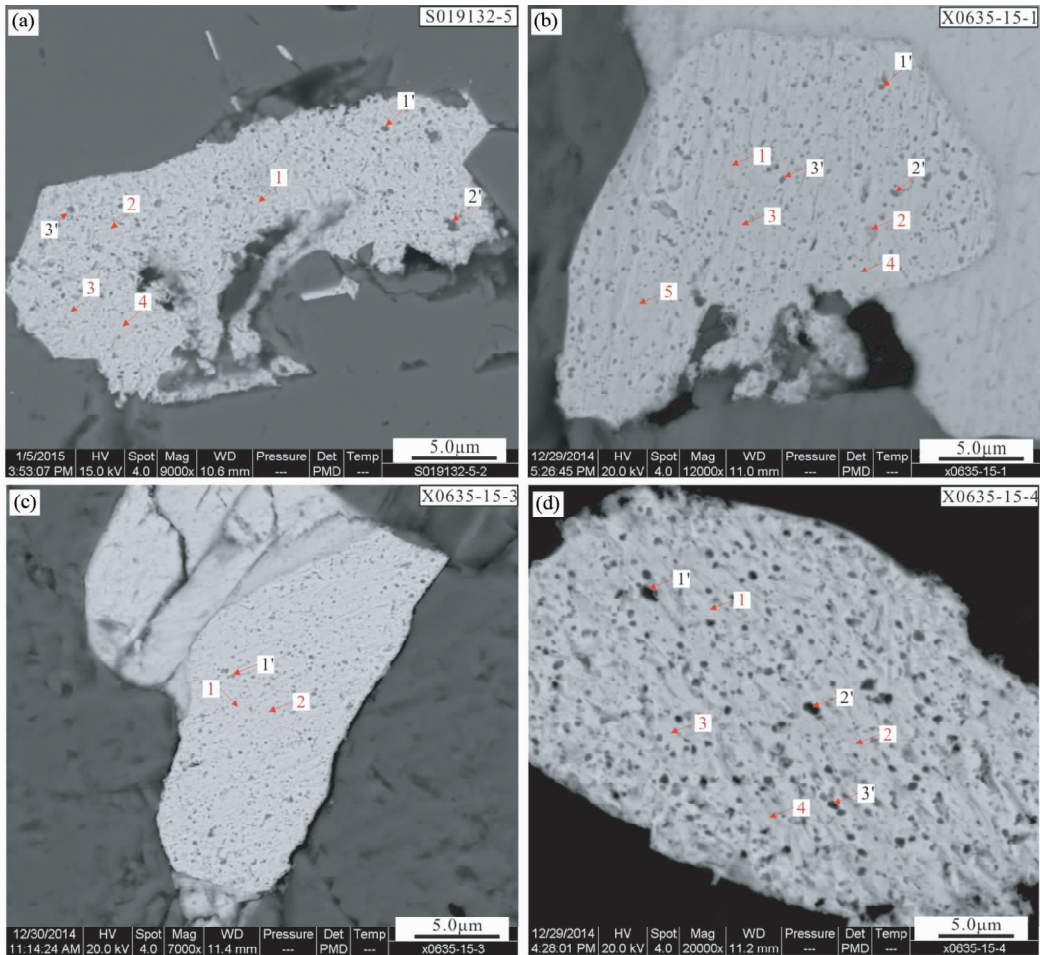 (a)
S019132-5
1'
1
2
2'
3'
3
4
5.0μm
1/5/2015 HV Spot Mag WD Pressure Det Temp
3:53:07 PM 15.0 kV 4.0 9000x 10.6 mm --- PMD --- S019132-5-2
(b)
X0635-15-1
1'
1
3'
2'
3
2
4
5
5.0μm
12/29/2014 HV Spot Mag WD Pressure Det Temp
5:26:45 PM 20.0 kV 4.0 12000x 11.0 mm --- PMD --- x0635-15-1
(c)
X0635-15-3
1'
1
2
5.0μm
12/30/2014 HV Spot Mag WD Pressure Det Temp
11:14:24 AM 20.0 kV 4.0 7000x 11.4 mm --- PMD --- x0635-15-3
(d)
X0635-15-4
1'
1
2'
3
2
3'
4
5.0μm
12/29/2014 HV Spot Mag WD Pressure Det Temp
4:28:01 PM 20.0 kV 4.0 20000x 11.2 mm --- PMD --- x0635-15-4